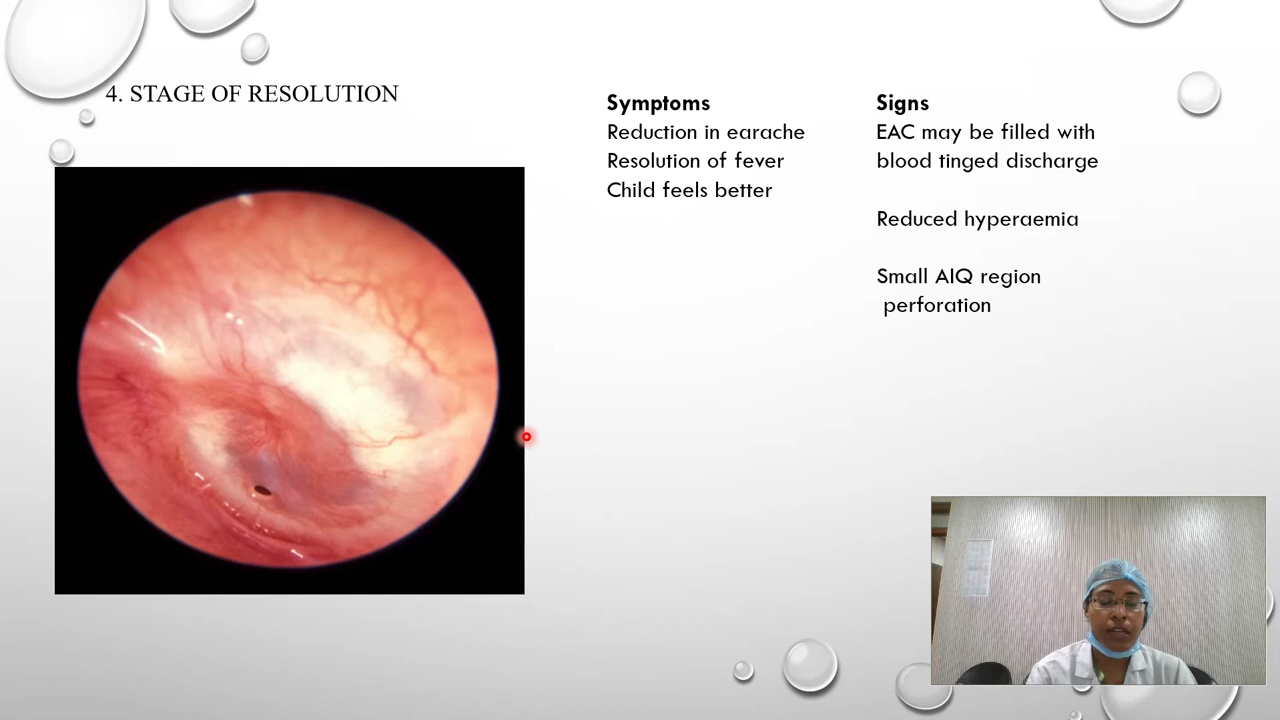 4. STAGE OF RESOLUTION
Symptoms
Reduction in earache
Resolution of fever
Child feels better
Signs
EAC may be filled with
blood tinged discharge
Reduced hyperaemia
Small AIQ region
perforation